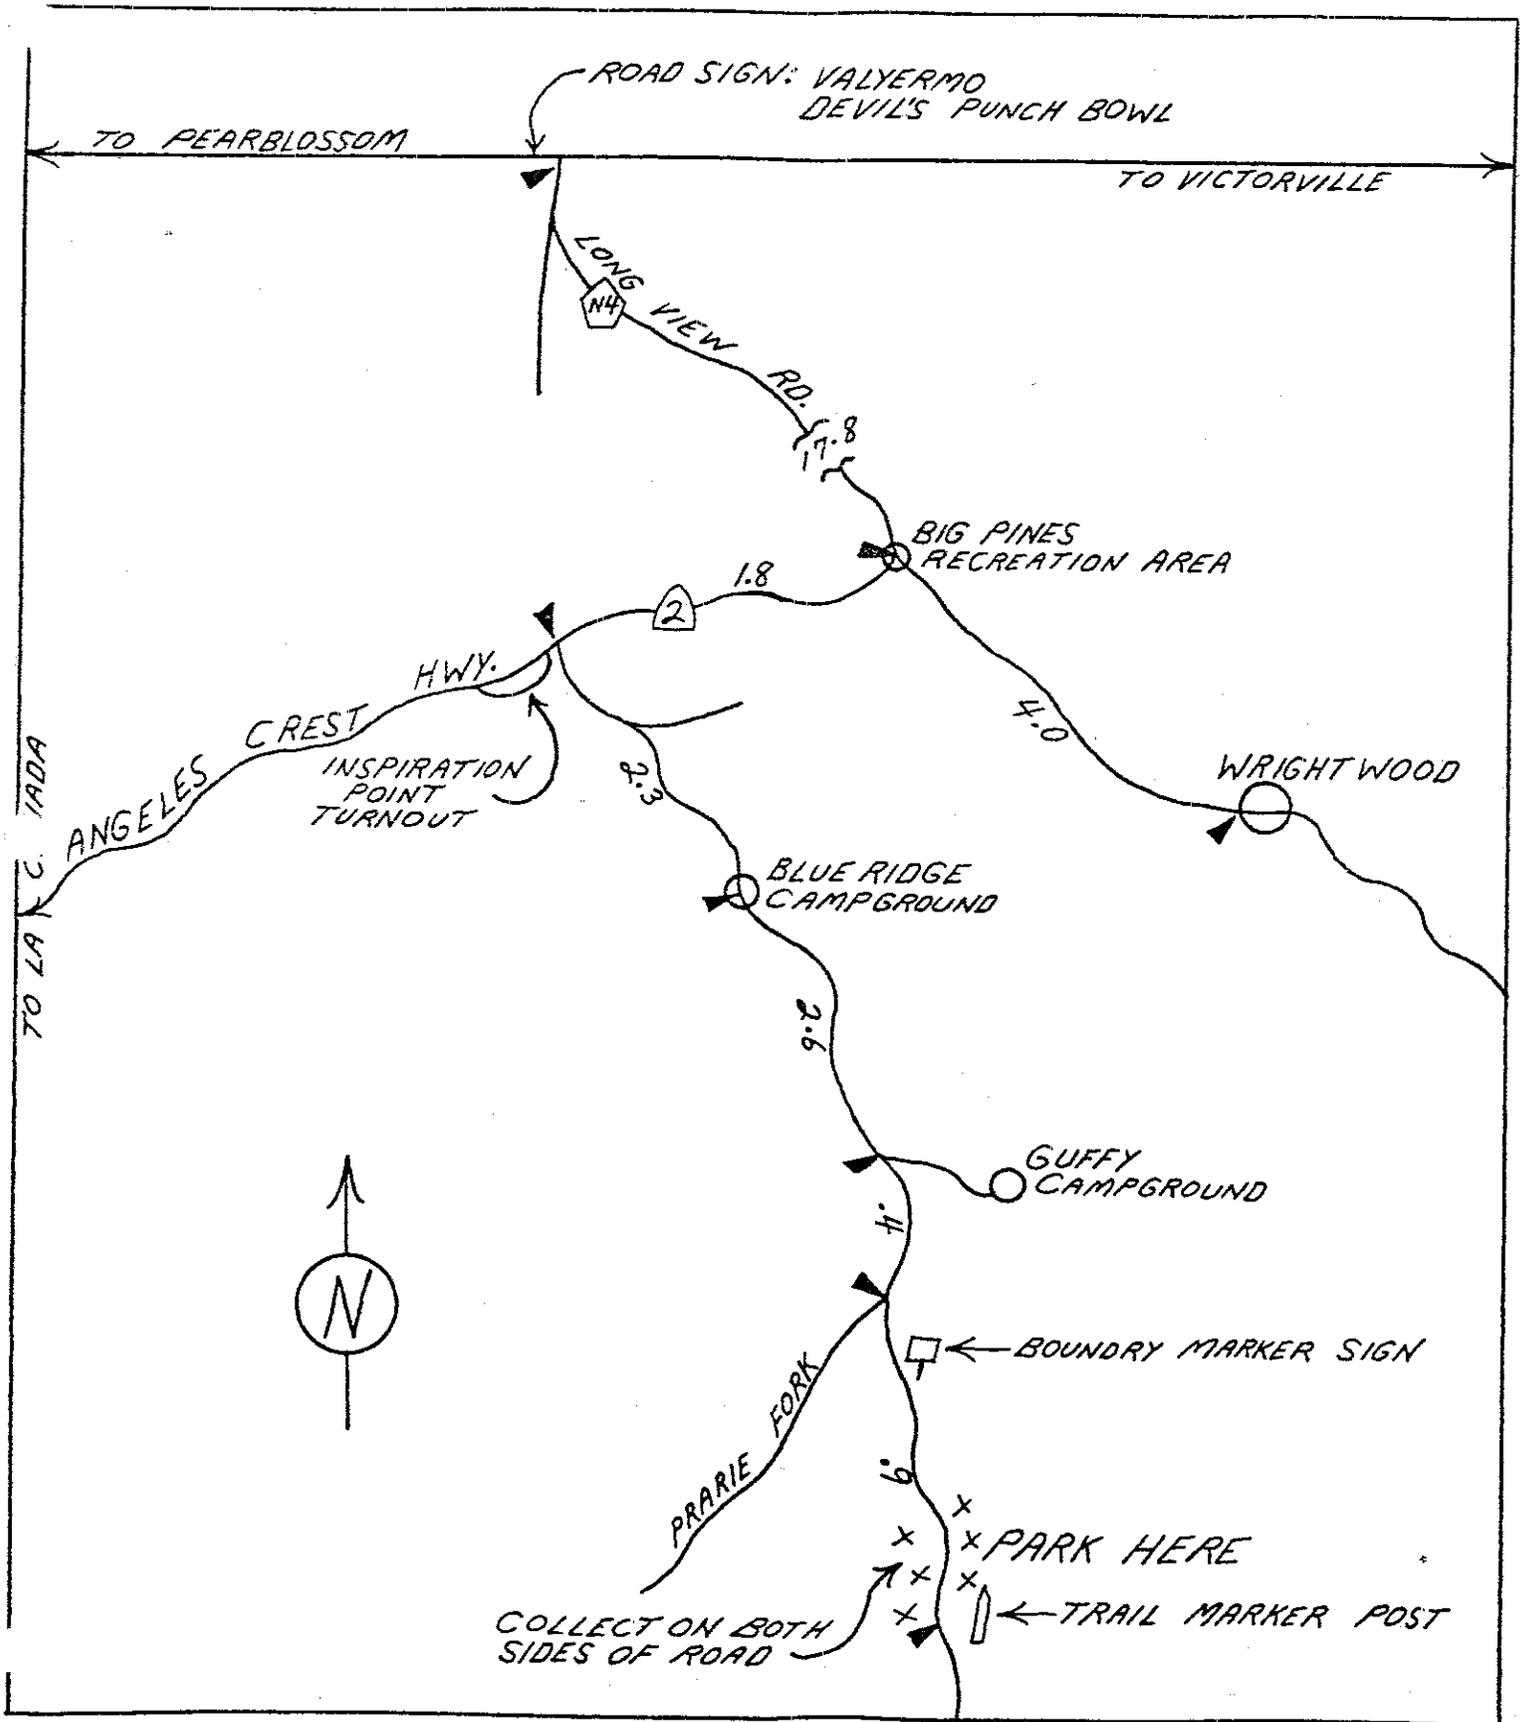 ROAD SIGN: VALYERMO
DEVIL'S PUNCH BOWL
TO PEARBLOSSOM
TO VICTORVILLE
LONG VIEW RD.
N4
17.8
BIG PINES
RECREATION AREA
1.8
2
HWY.
CREST
ANGELES
4.0
INSPIRATION
POINT
TURNOUT
2.3
WRIGHTWOOD
TO LA C. IADA
BLUE RIDGE
CAMPGROUND
2.6
GUFFY
CAMPGROUND
.4
N
BOUNDRY MARKER SIGN
PRARIE FORK
.9
PARK HERE
COLLECT ON BOTH
SIDES OF ROAD
TRAIL MARKER POST